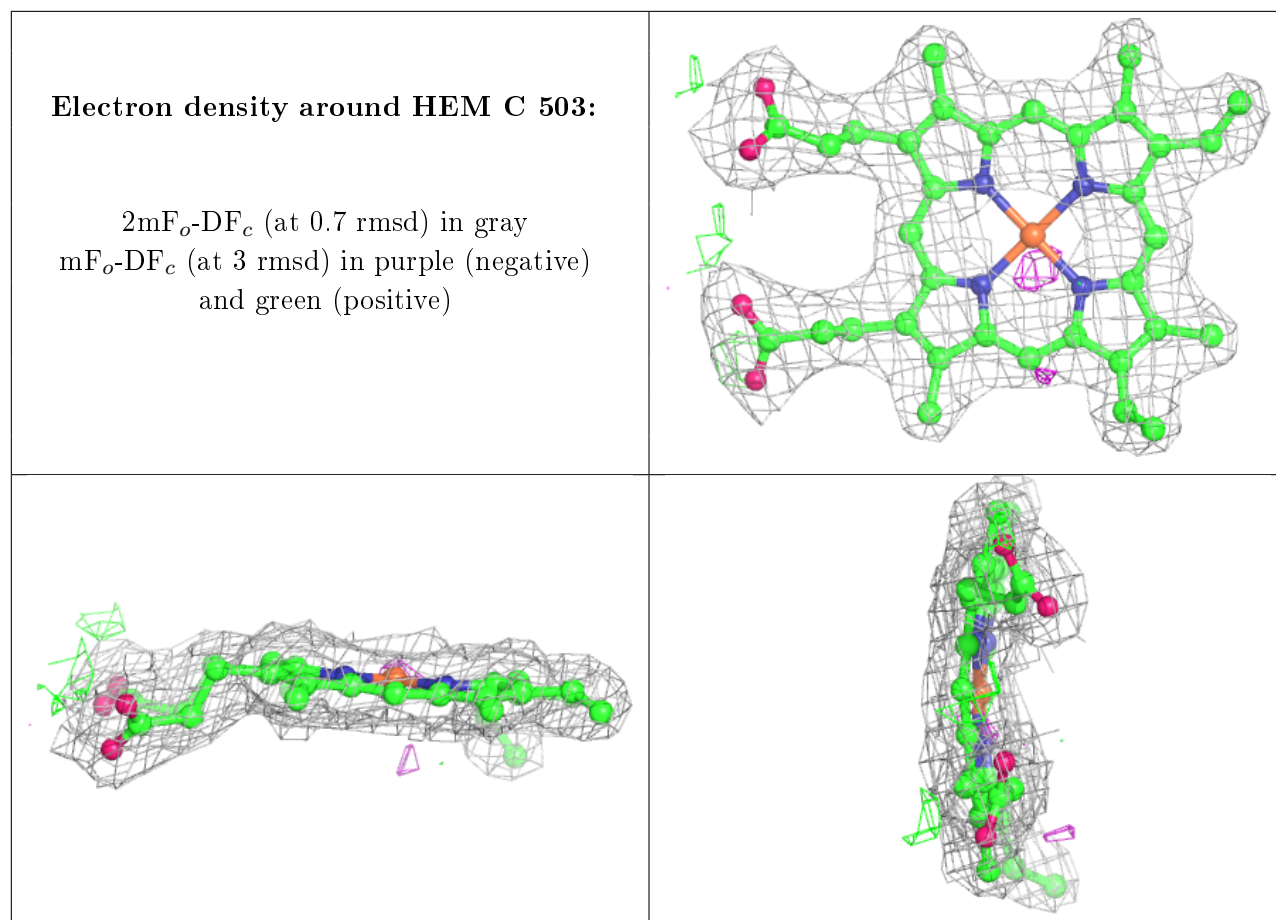 Electron density around HEM C 503:
2mFₒ-DF𝒸 (at 0.7 rmsd) in gray
mFₒ-DF𝒸 (at 3 rmsd) in purple (negative)
and green (positive)